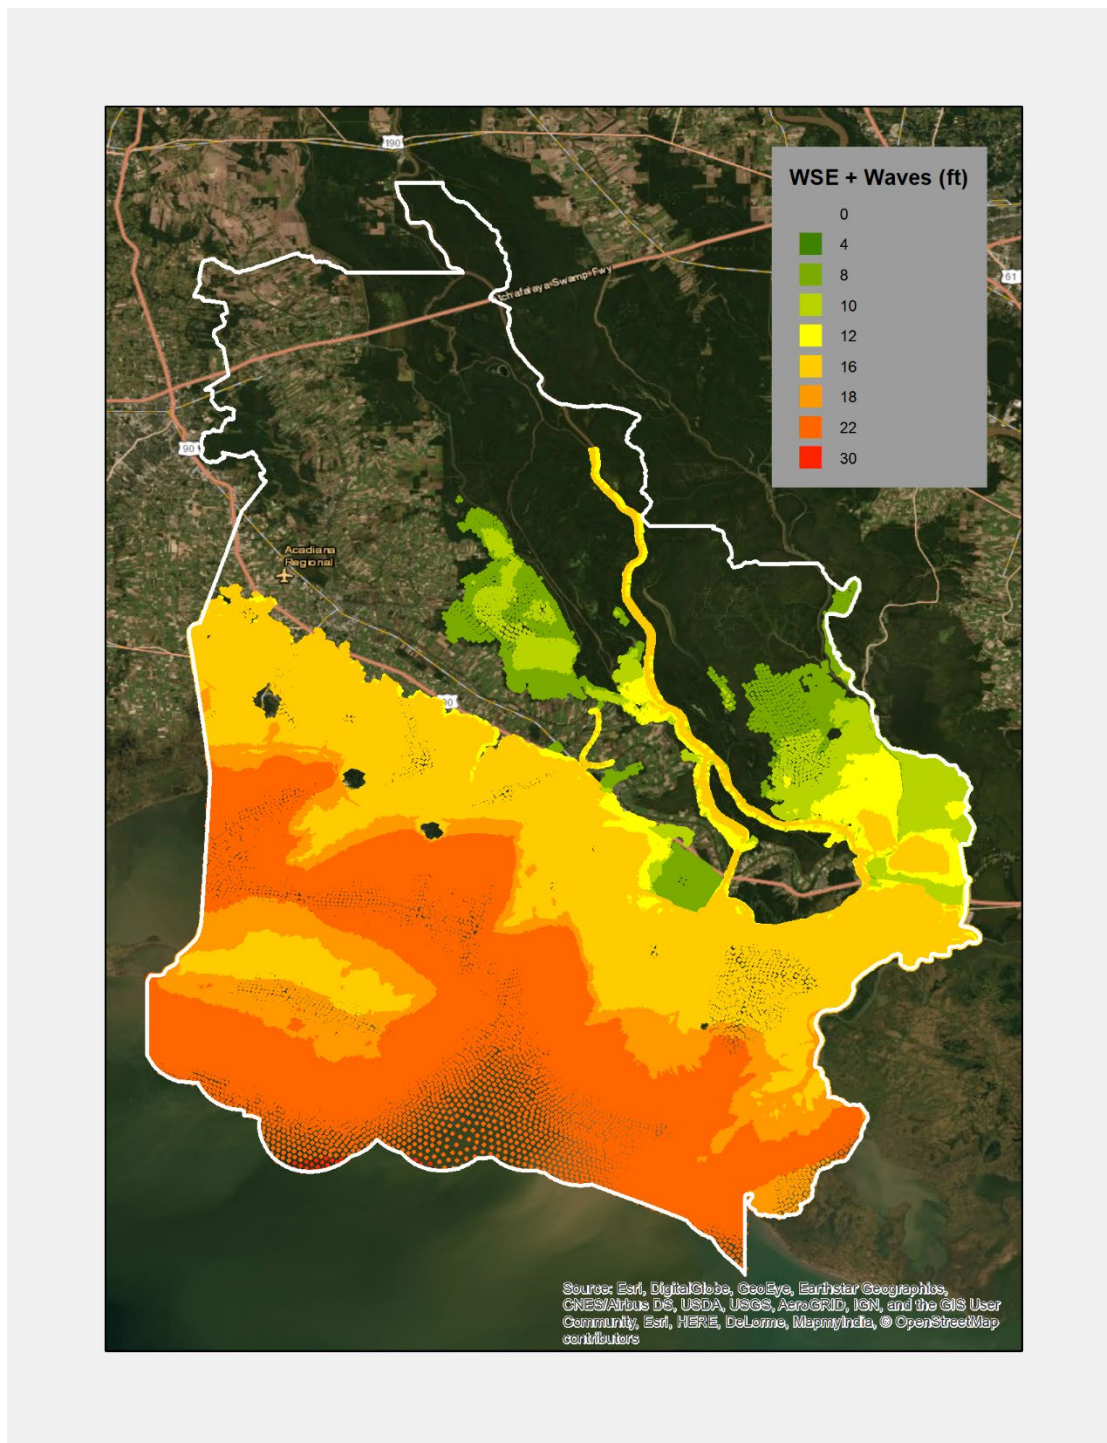 190
WSE + Waves (ft)
0
4
8
10
12
16
18
22
30
61
tchafalaya Swamp Fwy
90
Acadiana
Regional
Source: Esri, DigitalGlobe, GeoEye, Earthstar Geographics,
CNES/Airbus DS, USDA, USGS, AeroGRID, IGN, and the GIS User
Community, Esri, HERE, DeLorme, MapmyIndia, © OpenStreetMap
contributors